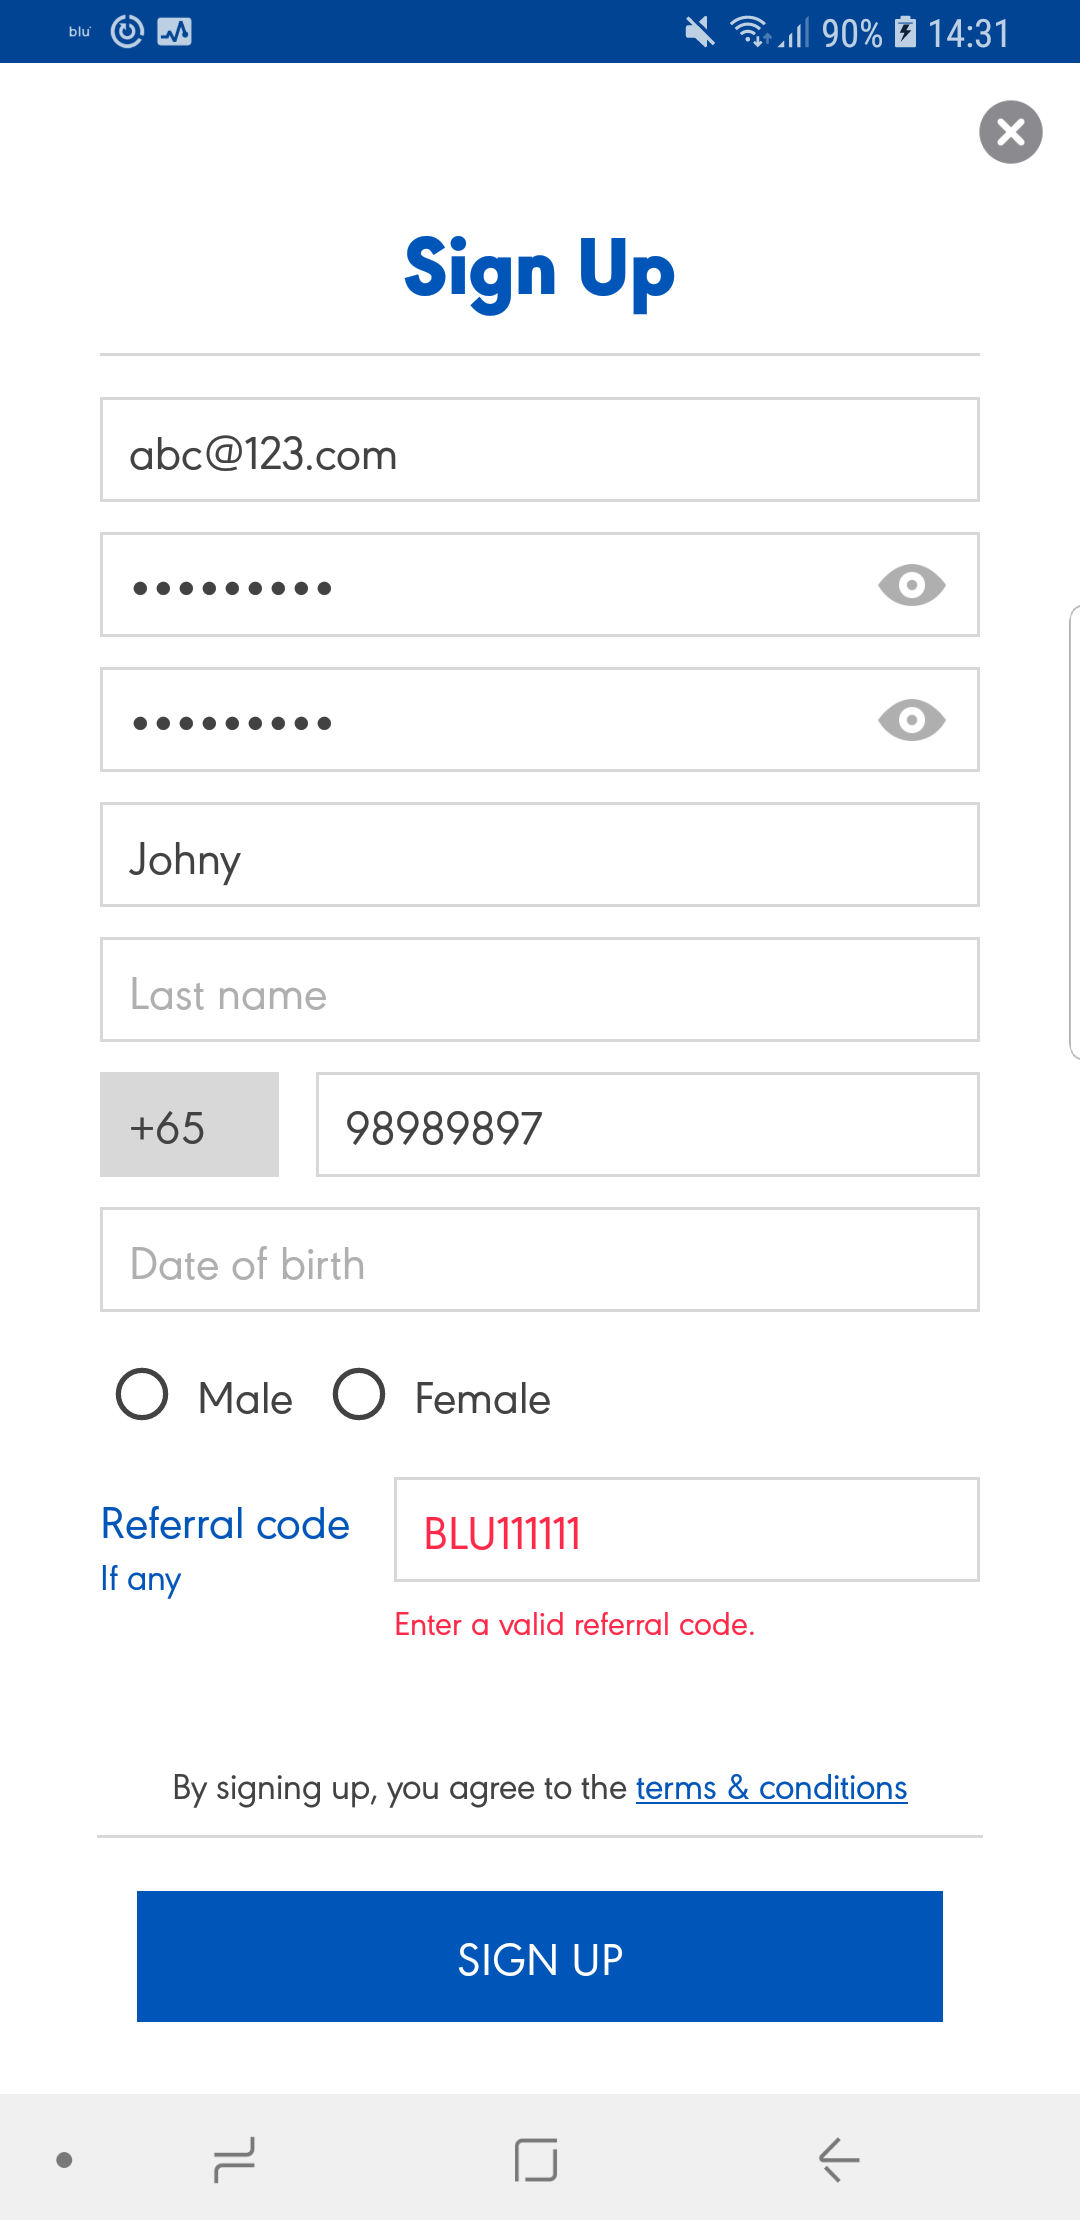 blu 90% 14:31
Sign Up
abc@123.com
•••••••••
•••••••••
Johny
Last name
+65 98989897
Date of birth
Male Female
Referral code BLU111111
If any
Enter a valid referral code.
By signing up, you agree to the terms & conditions
SIGN UP